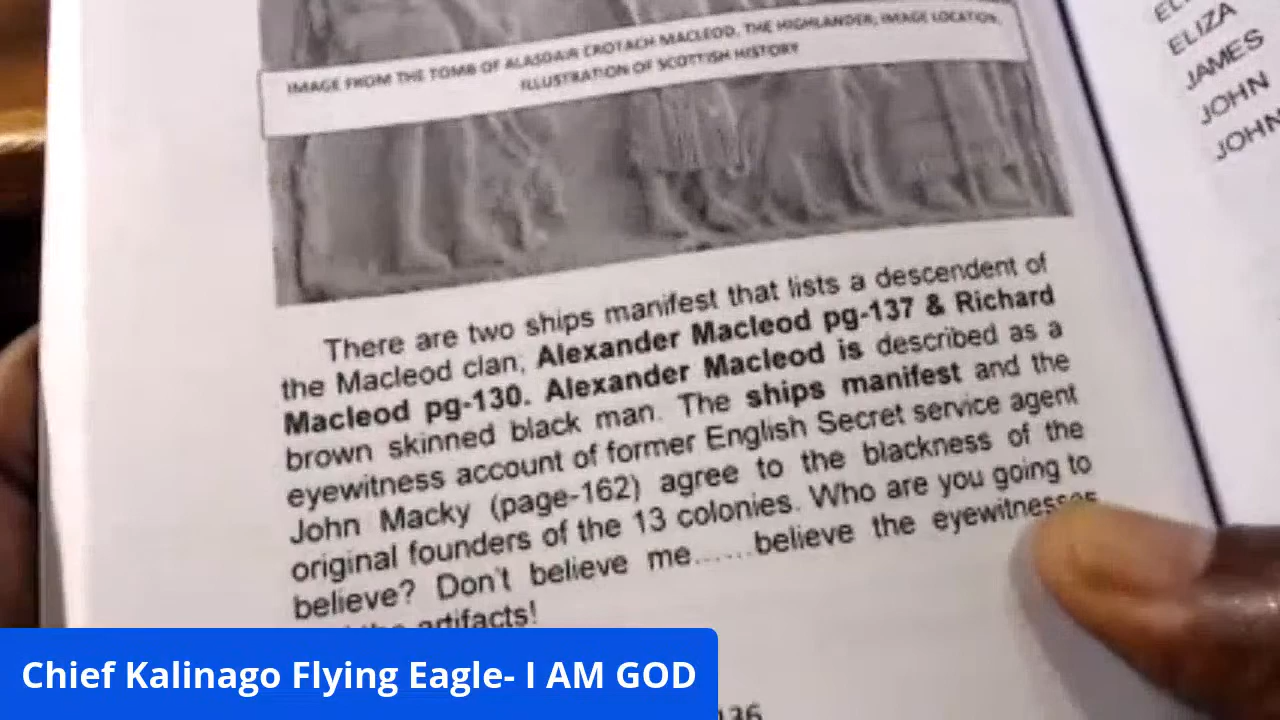 IMAGE FROM THE TOMB OF ALASDAIR CROTACH MACLEOD, THE HIGHLANDER; IMAGE LOCATION,
ILLUSTRATION OF SCOTTISH HISTORY
There are two ships manifest that lists a descendent of
the Macleod clan, Alexander Macleod pg-137 & Richard
Macleod pg-130. Alexander Macleod is described as a
brown skinned black man. The ships manifest and the
eyewitness account of former English Secret service agent
John Macky (page-162) agree to the blackness of the
original founders of the 13 colonies. Who are you going to
believe? Don't believe me......believe the eyewitnesses
the artifacts!
136
ELIZA
JAMES
JOHN
JOHN
Chief Kalinago Flying Eagle- I AM GOD